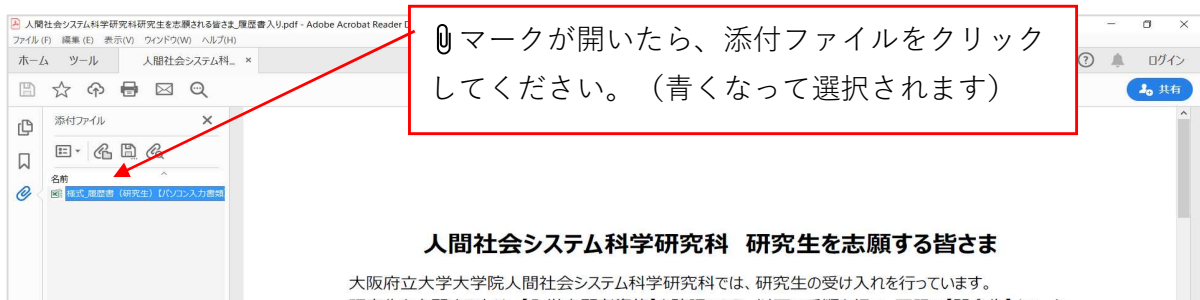 人間社会システム科学研究科研究生を志願される皆さま_履歴書入り.pdf - Adobe Acrobat Reader D
ファイル(F) 編集(E) 表示(V) ウィンドウ(W) ヘルプ(H)
ホーム ツール 人間社会システム科... × ログイン
共有
マークが開いたら、添付ファイルをクリック
してください。（青くなって選択されます）
添付ファイル ×
名前
様式_履歴書（研究生）【パソコン入力書類
人間社会システム科学研究科 研究生を志願する皆さま
大阪府立大学大学院人間社会システム科学研究科では、研究生の受け入れを行っています。